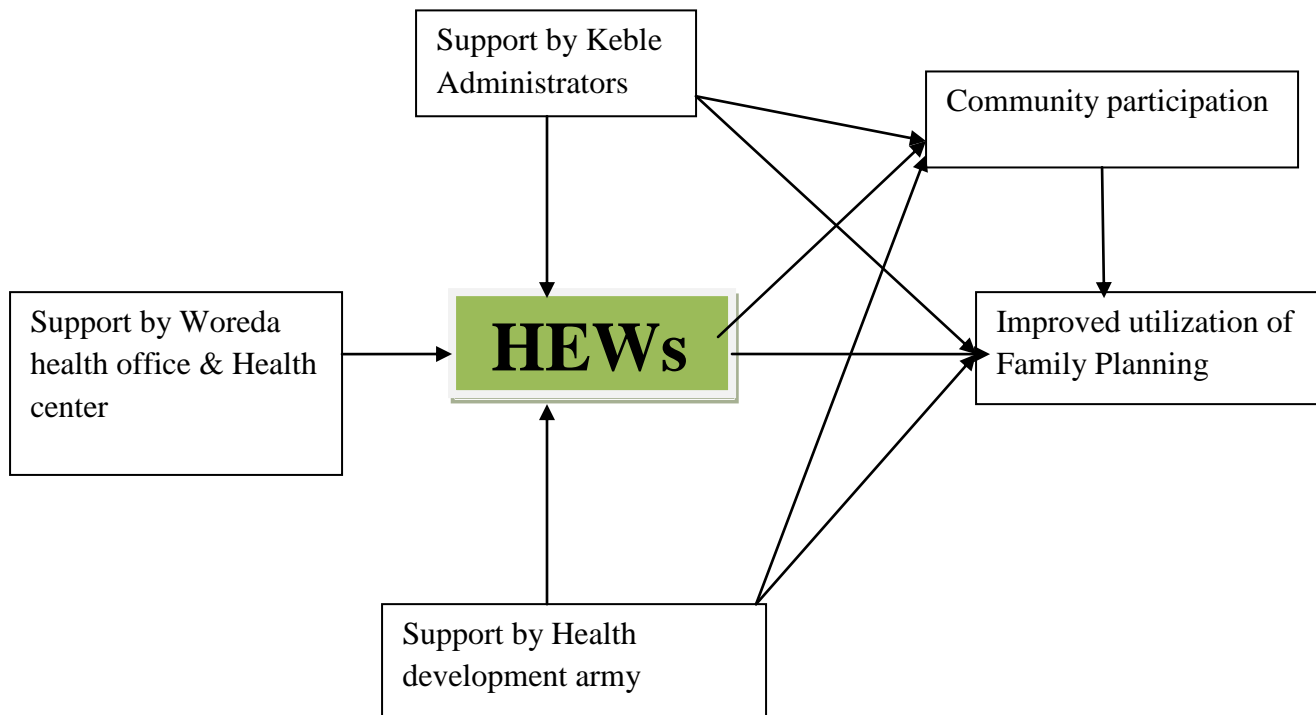 Support by Keble
Administrators
Community participation
Support by Woreda
health office & Health
center
HEWs
Improved utilization of
Family Planning
Support by Health
development army